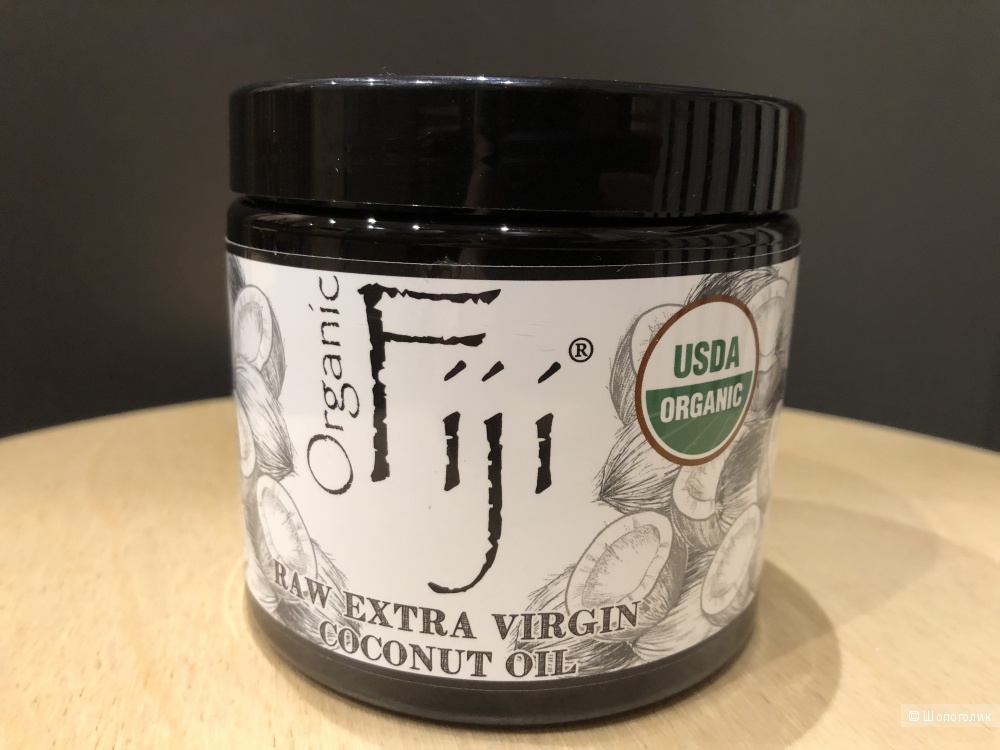 Organic
Fiji®
USDA
ORGANIC
RAW EXTRA VIRGIN
COCONUT OIL
© Шопоголик